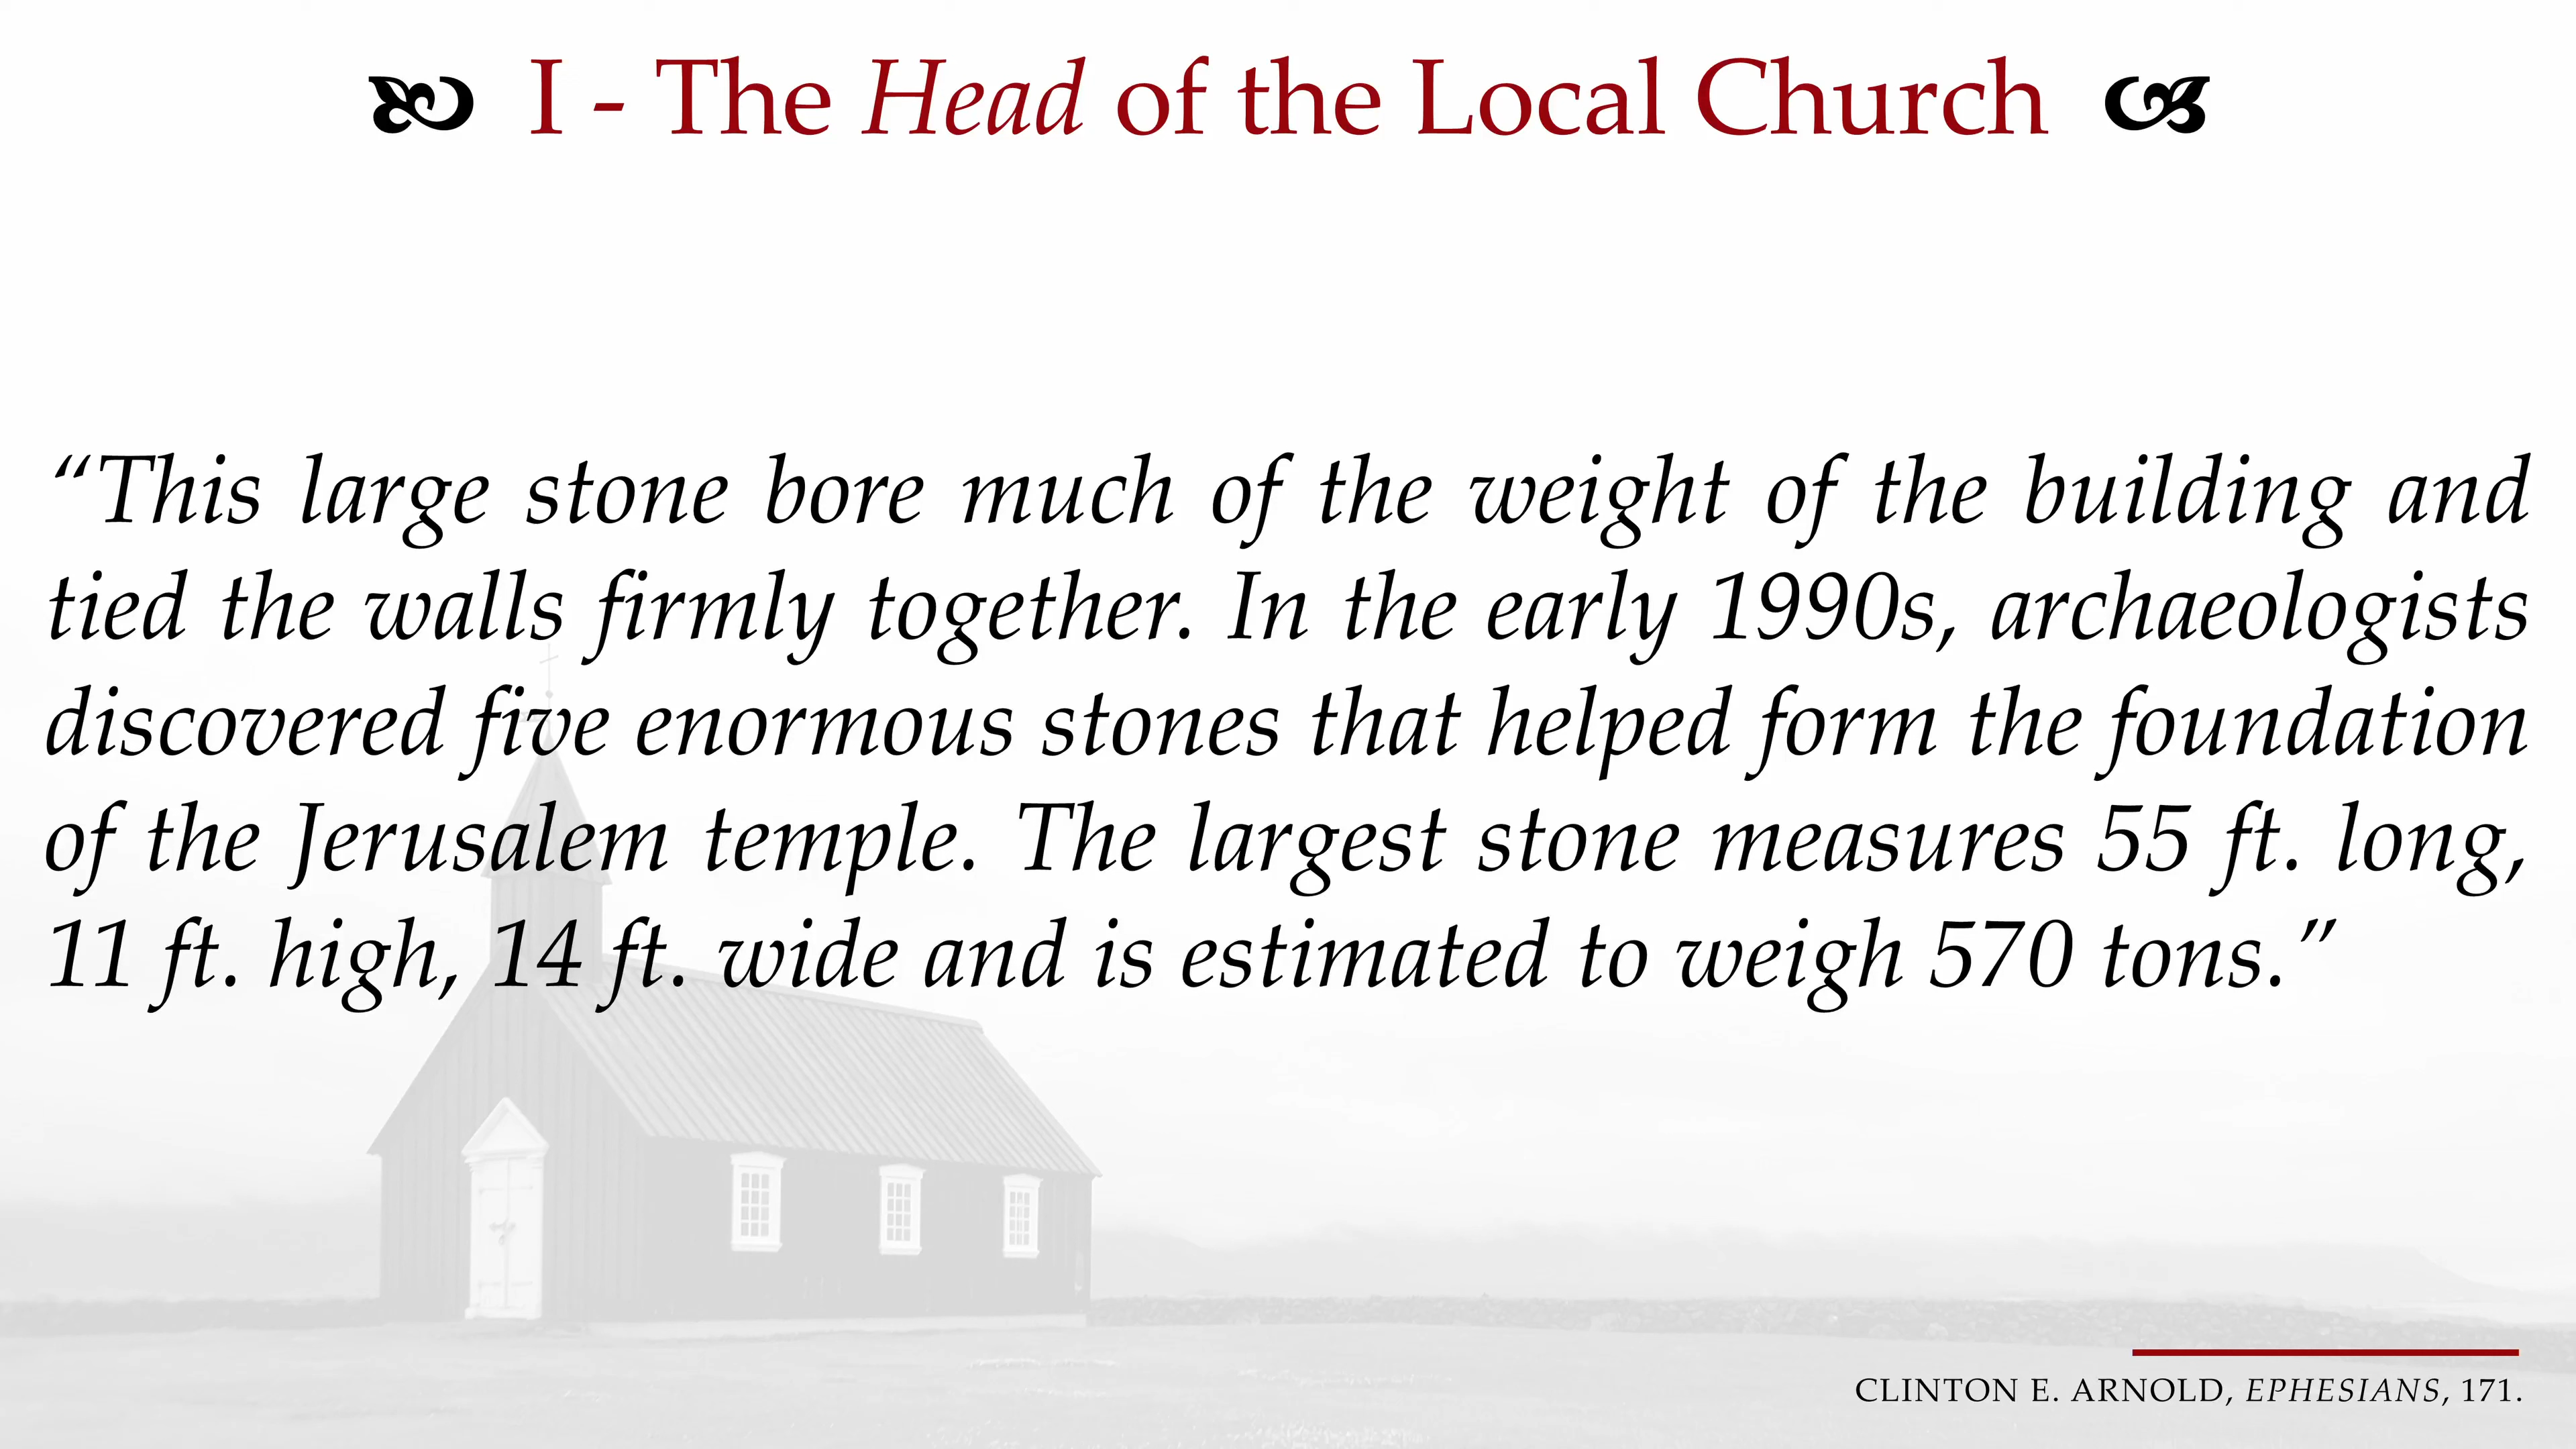 I - The Head of the Local Church
“This large stone bore much of the weight of the building and
tied the walls firmly together. In the early 1990s, archaeologists
discovered five enormous stones that helped form the foundation
of the Jerusalem temple. The largest stone measures 55 ft. long,
11 ft. high, 14 ft. wide and is estimated to weigh 570 tons.”
CLINTON E. ARNOLD, EPHESIANS, 171.